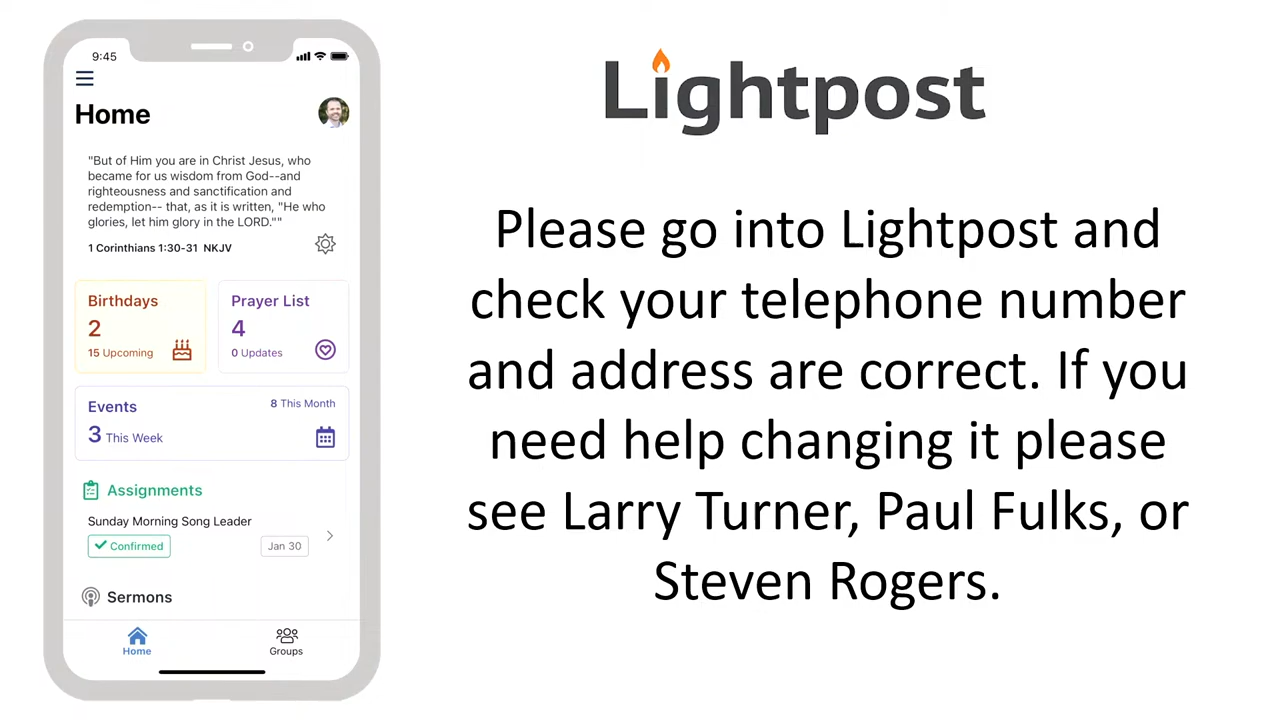 9:45
Home
"But of Him you are in Christ Jesus, who
became for us wisdom from God--and
righteousness and sanctification and
redemption-- that, as it is written, "He who
glories, let him glory in the LORD.""
1 Corinthians 1:30-31 NKJV
Birthdays
2
15 Upcoming
Prayer List
4
0 Updates
Events
8 This Month
3 This Week
Assignments
Sunday Morning Song Leader
Confirmed
Jan 30
Sermons
Home
Groups
Lightpost
Please go into Lightpost and
check your telephone number
and address are correct. If you
need help changing it please
see Larry Turner, Paul Fulks, or
Steven Rogers.